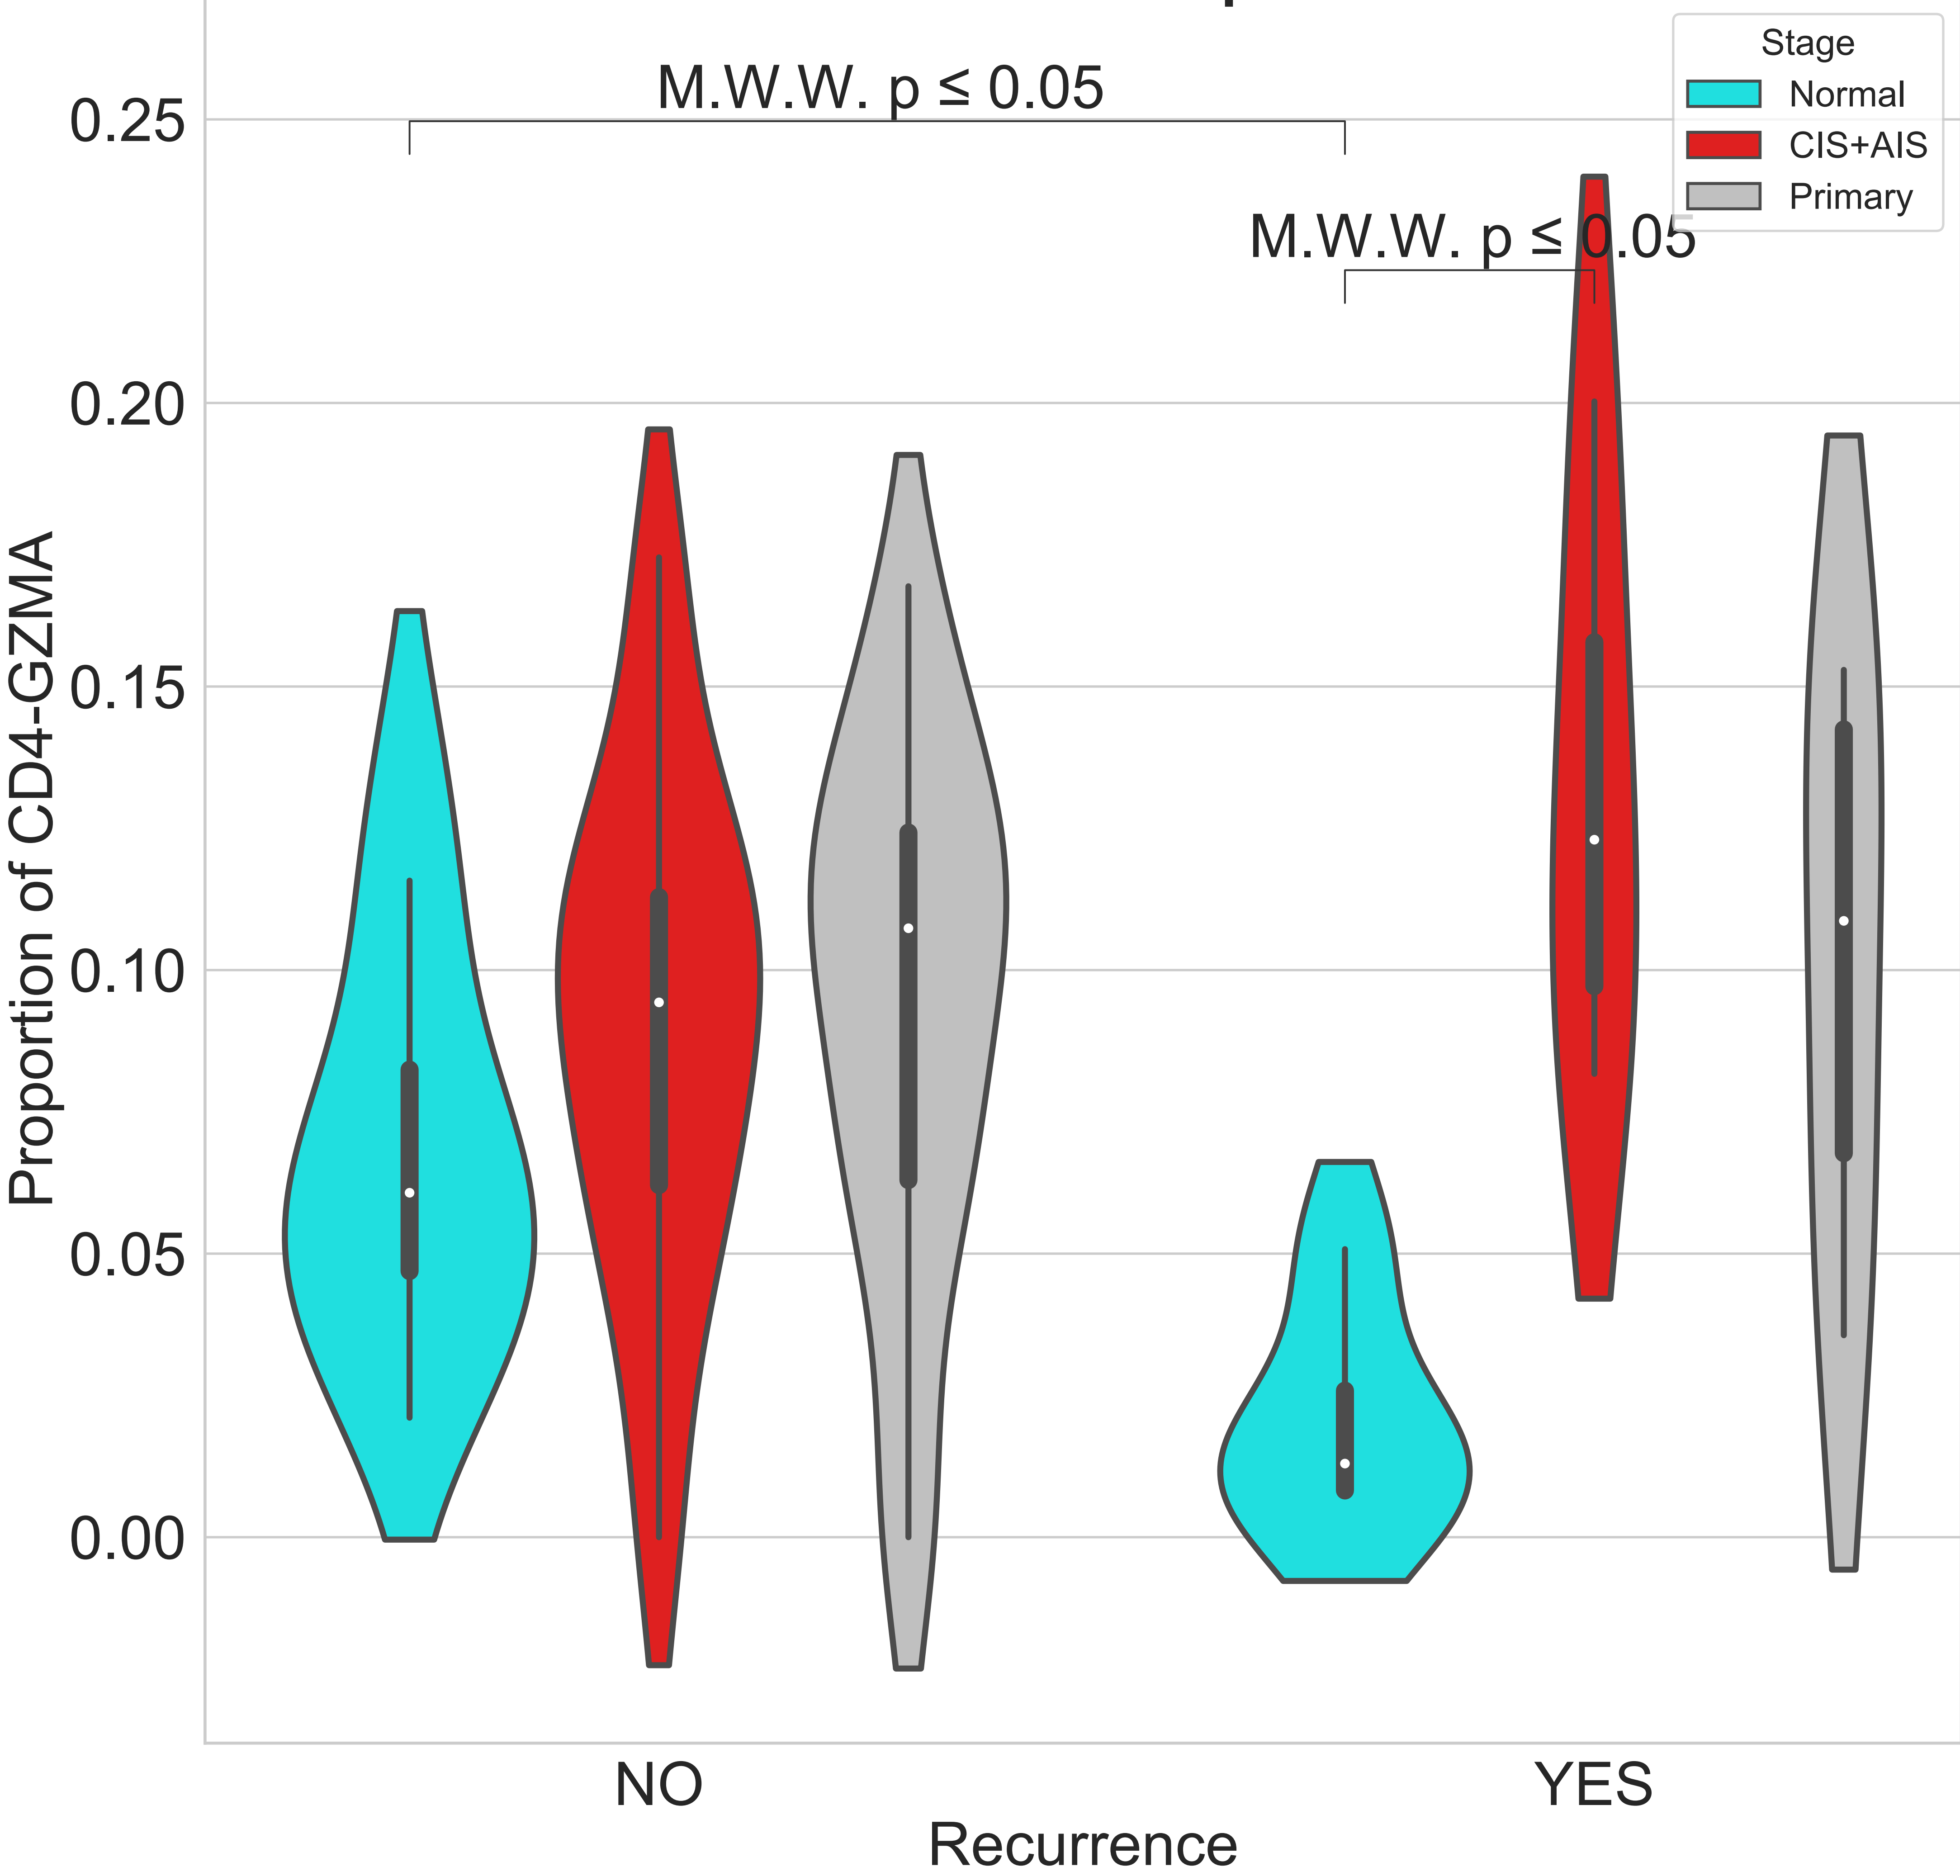 Stage
Normal
CIS+AIS
Primary
M.W.W. p ≤ 0.05
M.W.W. p ≤ 0.05
0.25
0.20
0.15
0.10
0.05
0.00
Proportion of CD4-GZMA
NO
YES
Recurrence